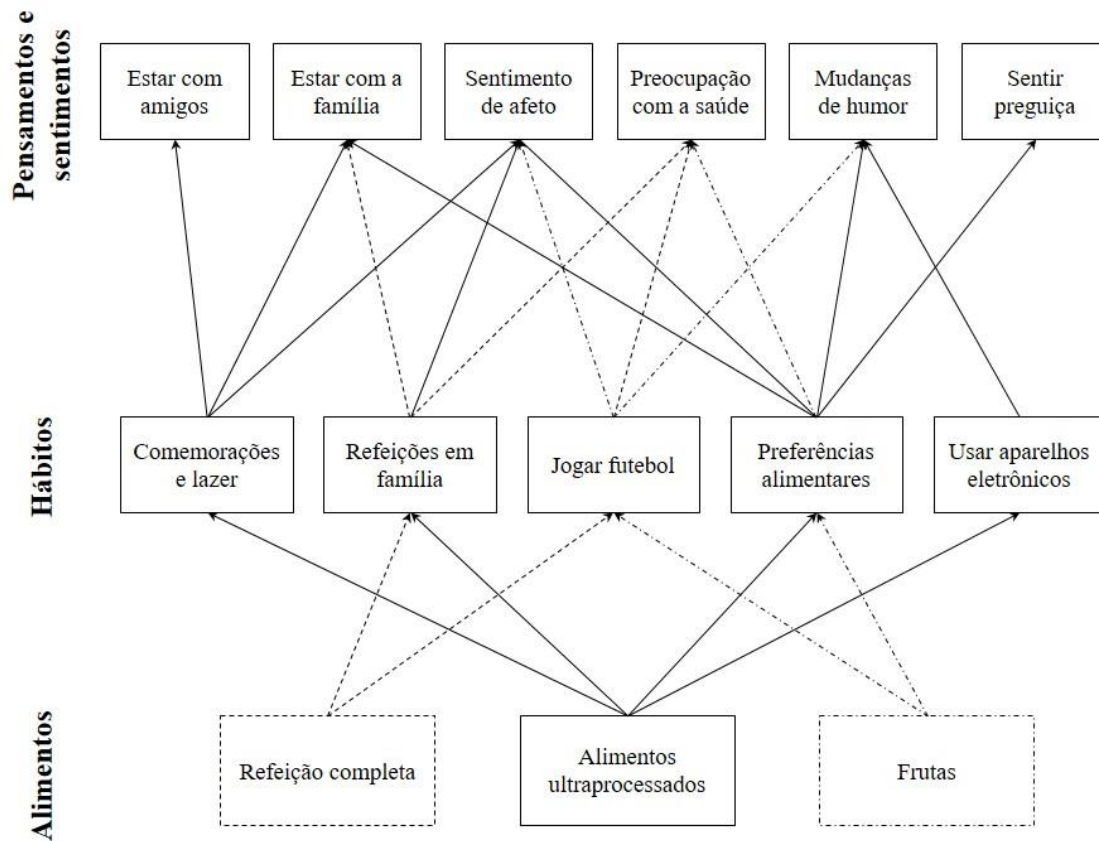 Pensamentos e
sentimentos
Estar com
amigos
Estar com a
família
Sentimento
de afeto
Preocupação
com a saúde
Mudanças
de humor
Sentir
preguiça
Hábitos
Comemorações
e lazer
Refeições em
família
Jogar futebol
Preferências
alimentares
Usar aparelhos
eletrônicos
Alimentos
Refeição completa
Alimentos
ultraprocessados
Frutas